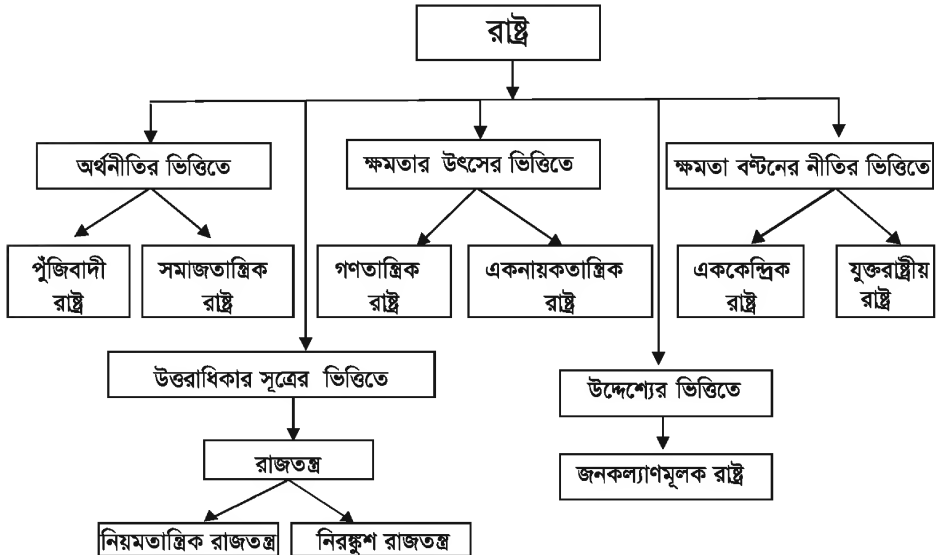 রাষ্ট্র
অর্থনীতির ভিত্তিতে
ক্ষমতার উৎসের ভিত্তিতে
ক্ষমতা বণ্টনের নীতির ভিত্তিতে
পুঁজিবাদী
রাষ্ট্র
সমাজতান্ত্রিক
রাষ্ট্র
গণতান্ত্রিক
রাষ্ট্র
একনায়কতান্ত্রিক
রাষ্ট্র
এককেন্দ্রিক
রাষ্ট্র
যুক্তরাষ্ট্রীয়
রাষ্ট্র
উত্তরাধিকার সূত্রের ভিত্তিতে
উদ্দেশ্যের ভিত্তিতে
রাজতন্ত্র
জনকল্যাণমূলক রাষ্ট্র
নিয়মতান্ত্রিক রাজতন্ত্র
নিরঙ্কুশ রাজতন্ত্র